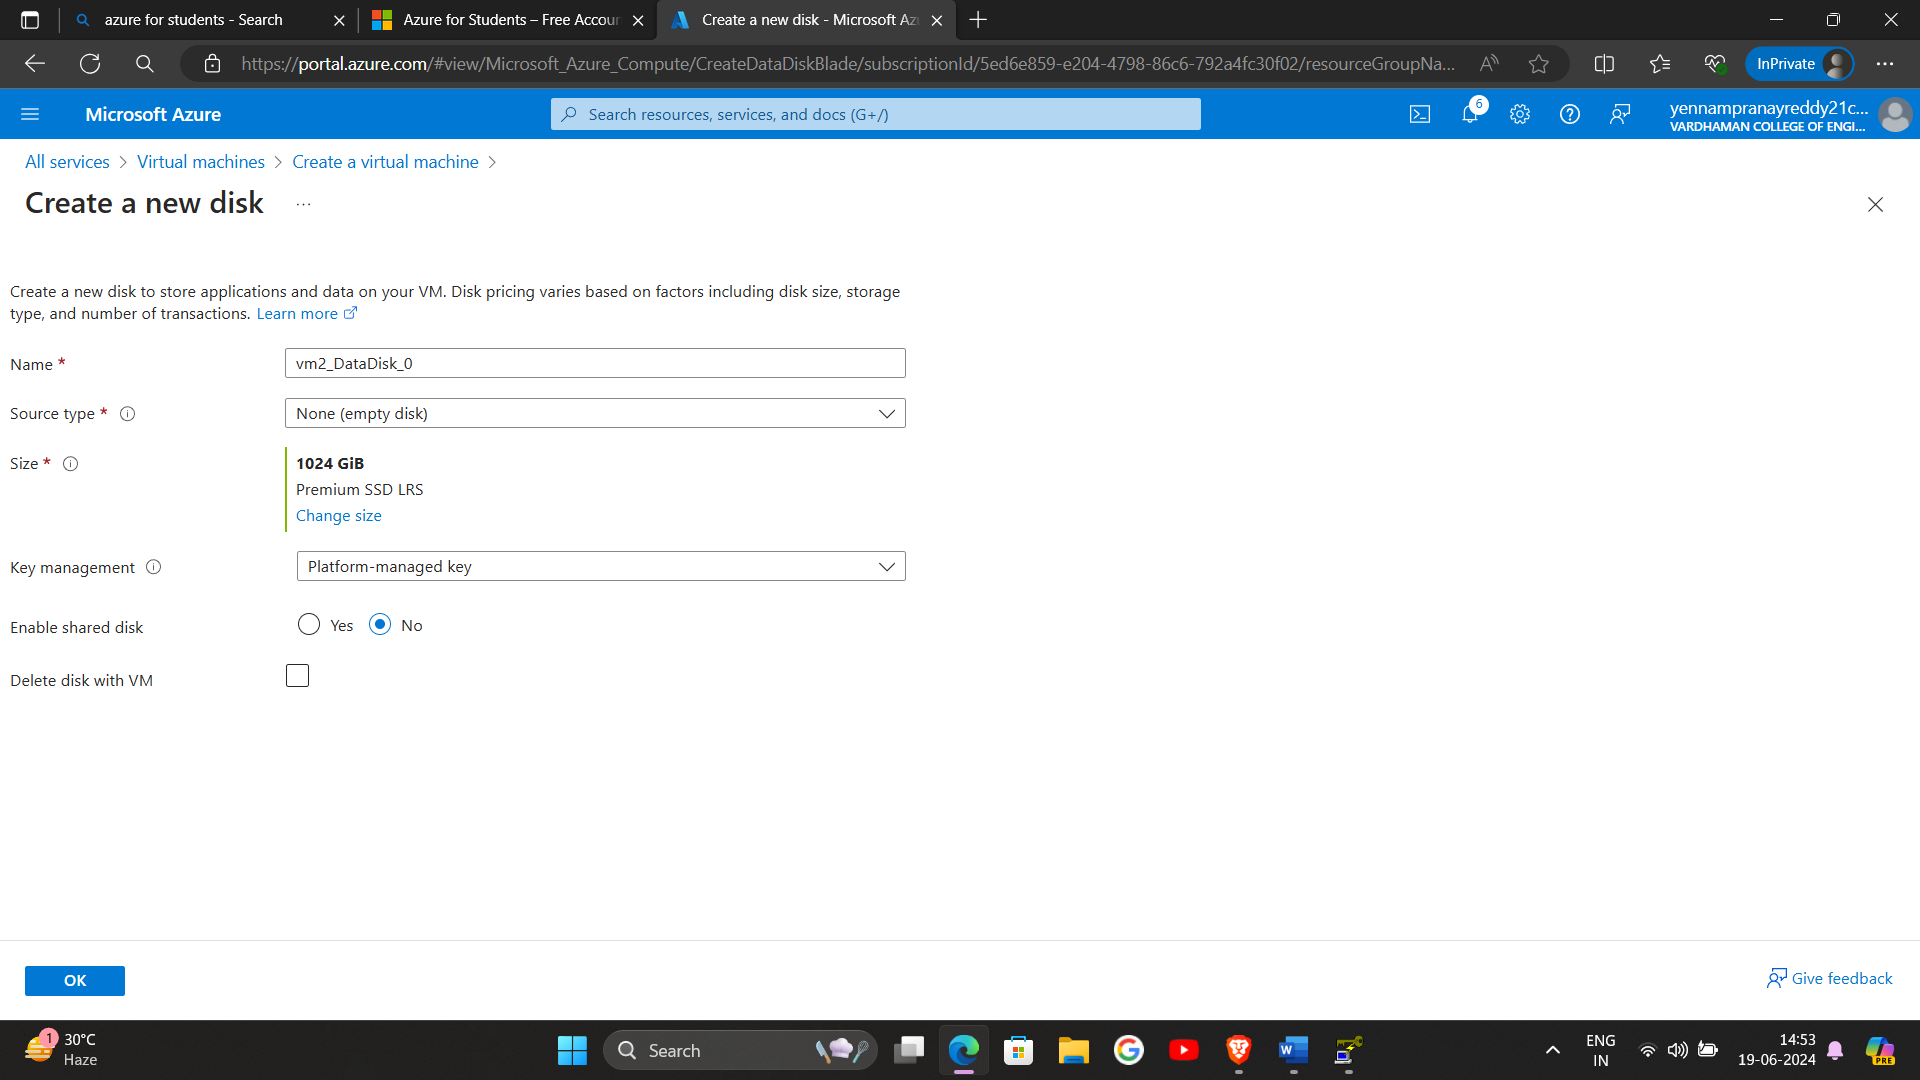 azure for students - Search
Azure for Students – Free Accoun
Create a new disk - Microsoft Az
https://portal.azure.com/#view/Microsoft_Azure_Compute/CreateDataDiskBlade/subscriptionId/5ed6e859-e204-4798-86c6-792a4fc30f02/resourceGroupNa...
InPrivate
Microsoft Azure
Search resources, services, and docs (G+/)
6
yennampranayreddy21c...
VARDHAMAN COLLEGE OF ENGI...
All services > Virtual machines > Create a virtual machine >
Create a new disk ...
Create a new disk to store applications and data on your VM. Disk pricing varies based on factors including disk size, storage
type, and number of transactions. Learn more
Name *
vm2_DataDisk_0
Source type *
None (empty disk)
Size *
1024 GiB
Premium SSD LRS
Change size
Key management
Platform-managed key
Enable shared disk
Yes
No
Delete disk with VM
OK
Give feedback
1
30°C
Haze
Search
W
ENG
IN
14:53
19-06-2024
PRE